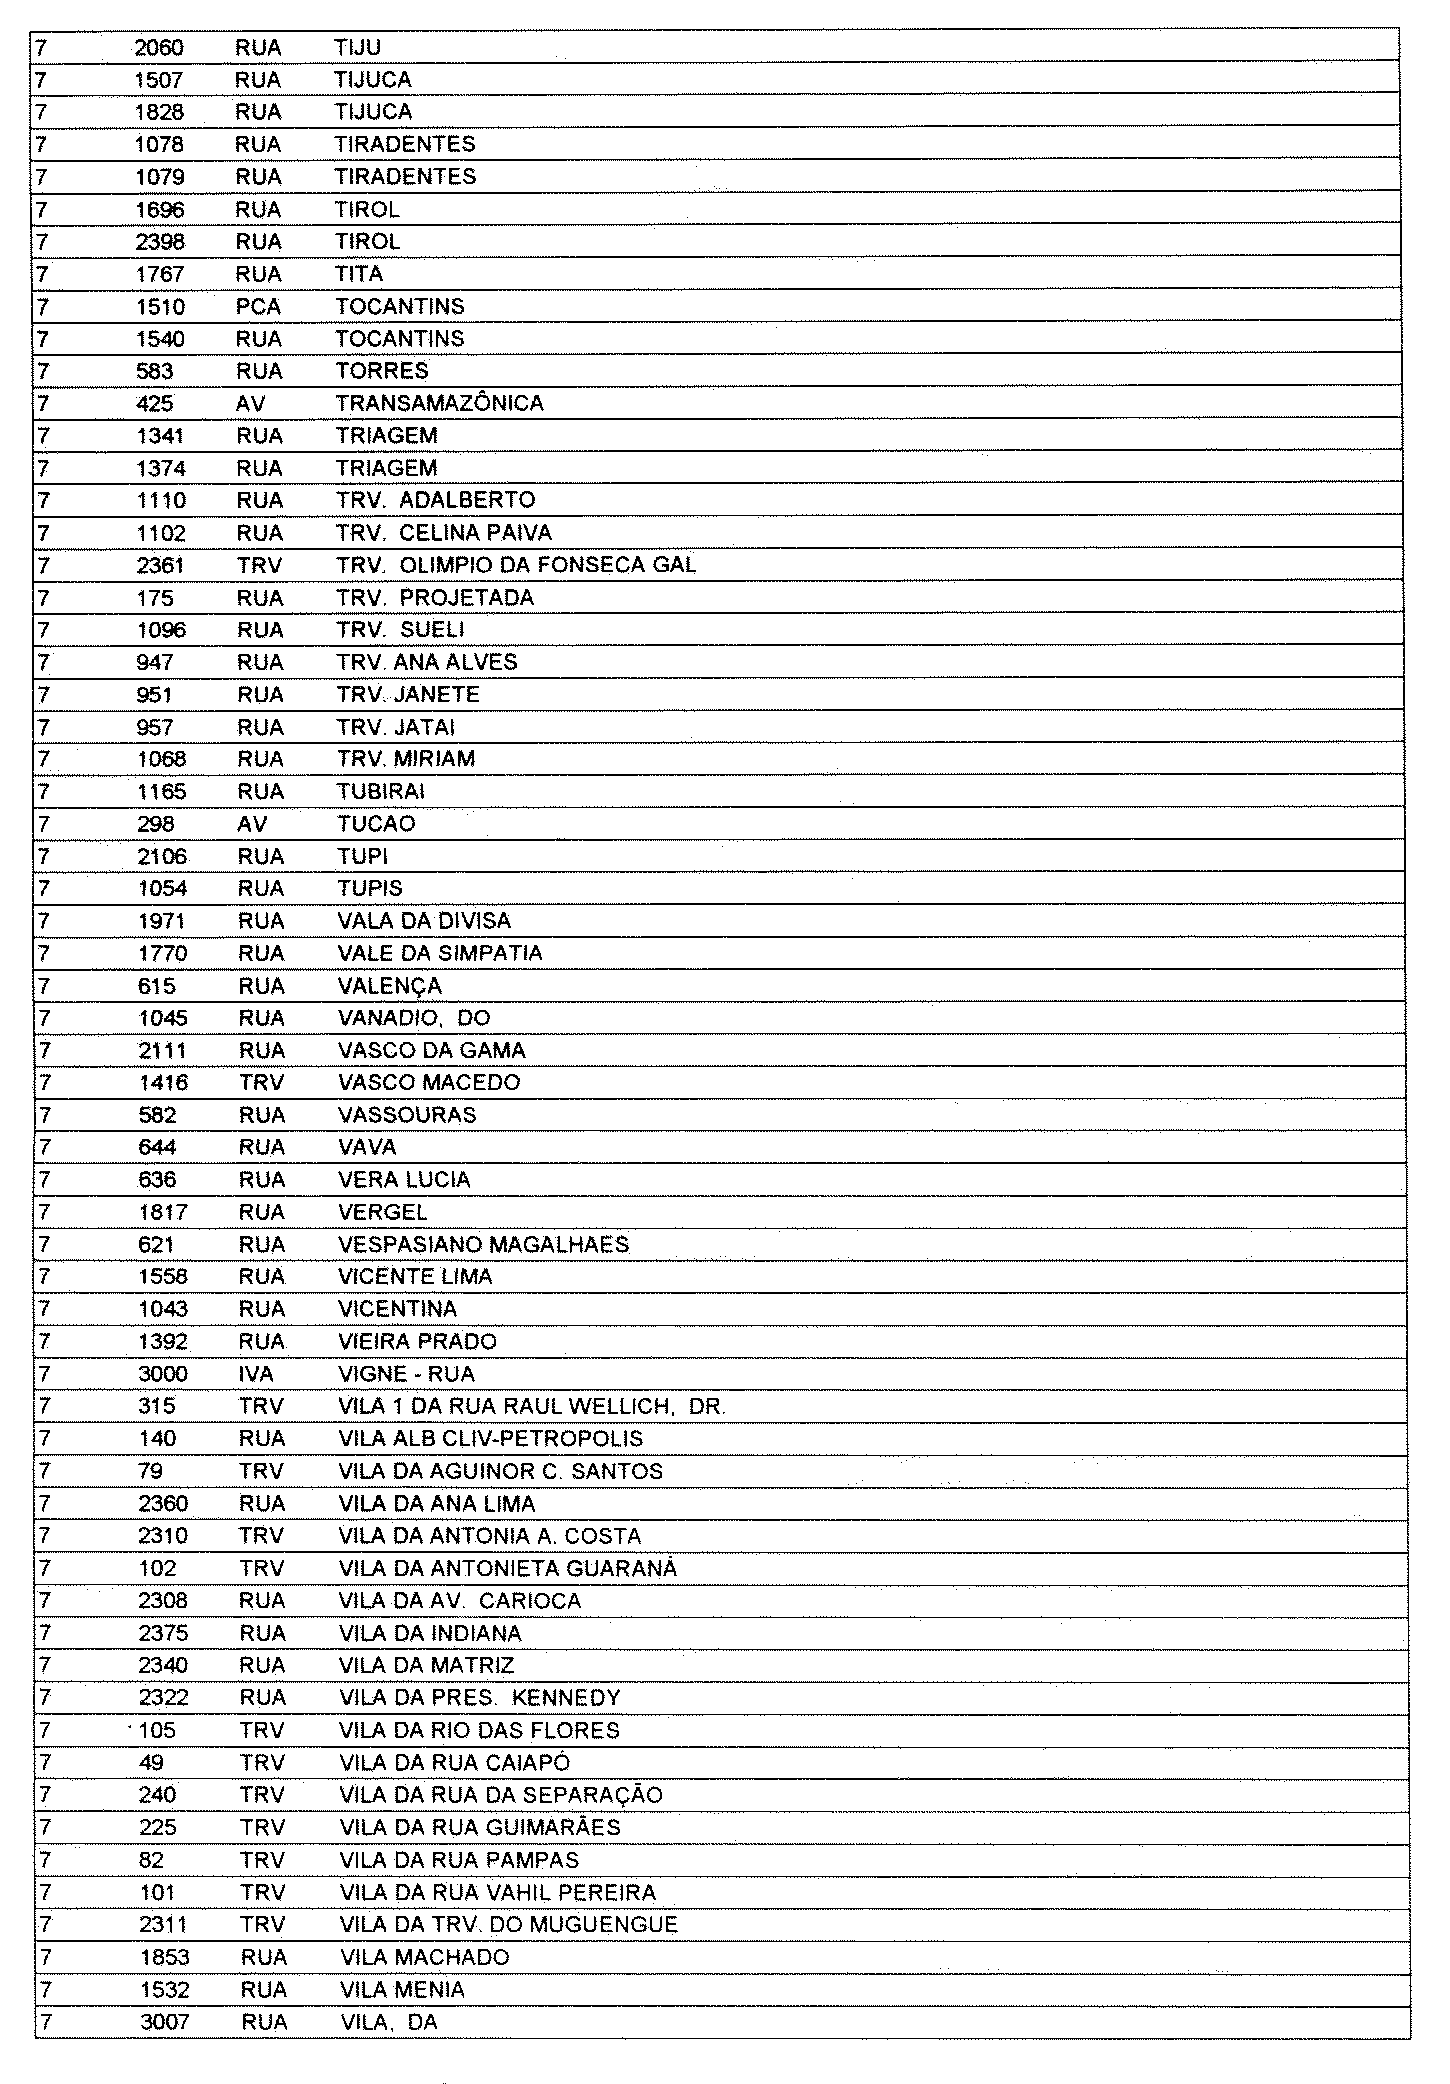 7 2060 RUA TIJU
7 1507 RUA TIJUCA
7 1828 RUA TIJUCA
7 1078 RUA TIRADENTES
7 1079 RUA TIRADENTES
7 1696 RUA TIROL
7 2398 RUA TIROL
7 1767 RUA TITA
7 1510 PCA TOCANTINS
7 1540 RUA TOCANTINS
7 583 RUA TORRES
7 425 AV TRANSAMAZÔNICA
7 1341 RUA TRIAGEM
7 1374 RUA TRIAGEM
7 1110 RUA TRV. ADALBERTO
7 1102 RUA TRV. CELINA PAIVA
7 2361 TRV TRV. OLIMPIO DA FONSECA GAL
7 175 RUA TRV. PROJETADA
7 1096 RUA TRV. SUELI
7 947 RUA TRV. ANA ALVES
7 951 RUA TRV. JANETE
7 957 RUA TRV. JATAI
7 1068 RUA TRV. MIRIAM
7 1165 RUA TUBIRAI
7 298 AV TUCAO
7 2106 RUA TUPI
7 1054 RUA TUPIS
7 1971 RUA VALA DA DIVISA
7 1770 RUA VALE DA SIMPATIA
7 615 RUA VALENÇA
7 1045 RUA VANADIO, DO
7 2111 RUA VASCO DA GAMA
7 1416 TRV VASCO MACEDO
7 582 RUA VASSOURAS
7 644 RUA VAVA
7 636 RUA VERA LUCIA
7 1817 RUA VERGEL
7 621 RUA VESPASIANO MAGALHAES
7 1558 RUA VICENTE LIMA
7 1043 RUA VICENTINA
7 1392 RUA VIEIRA PRADO
7 3000 IVA VIGNE - RUA
7 315 TRV VILA 1 DA RUA RAUL WELLICH, DR.
7 140 RUA VILA ALB CLIV-PETROPOLIS
7 79 TRV VILA DA AGUINOR C. SANTOS
7 2360 RUA VILA DA ANA LIMA
7 2310 TRV VILA DA ANTONIA A. COSTA
7 102 TRV VILA DA ANTONIETA GUARANÁ
7 2308 RUA VILA DA AV. CARIOCA
7 2375 RUA VILA DA INDIANA
7 2340 RUA VILA DA MATRIZ
7 2322 RUA VILA DA PRES. KENNEDY
7 105 TRV VILA DA RIO DAS FLORES
7 49 TRV VILA DA RUA CAIAPÓ
7 240 TRV VILA DA RUA DA SEPARAÇÃO
7 225 TRV VILA DA RUA GUIMARÃES
7 82 TRV VILA DA RUA PAMPAS
7 101 TRV VILA DA RUA VAHIL PEREIRA
7 2311 TRV VILA DA TRV. DO MUGUENGUE
7 1853 RUA VILA MACHADO
7 1532 RUA VILA MENIA
7 3007 RUA VILA, DA